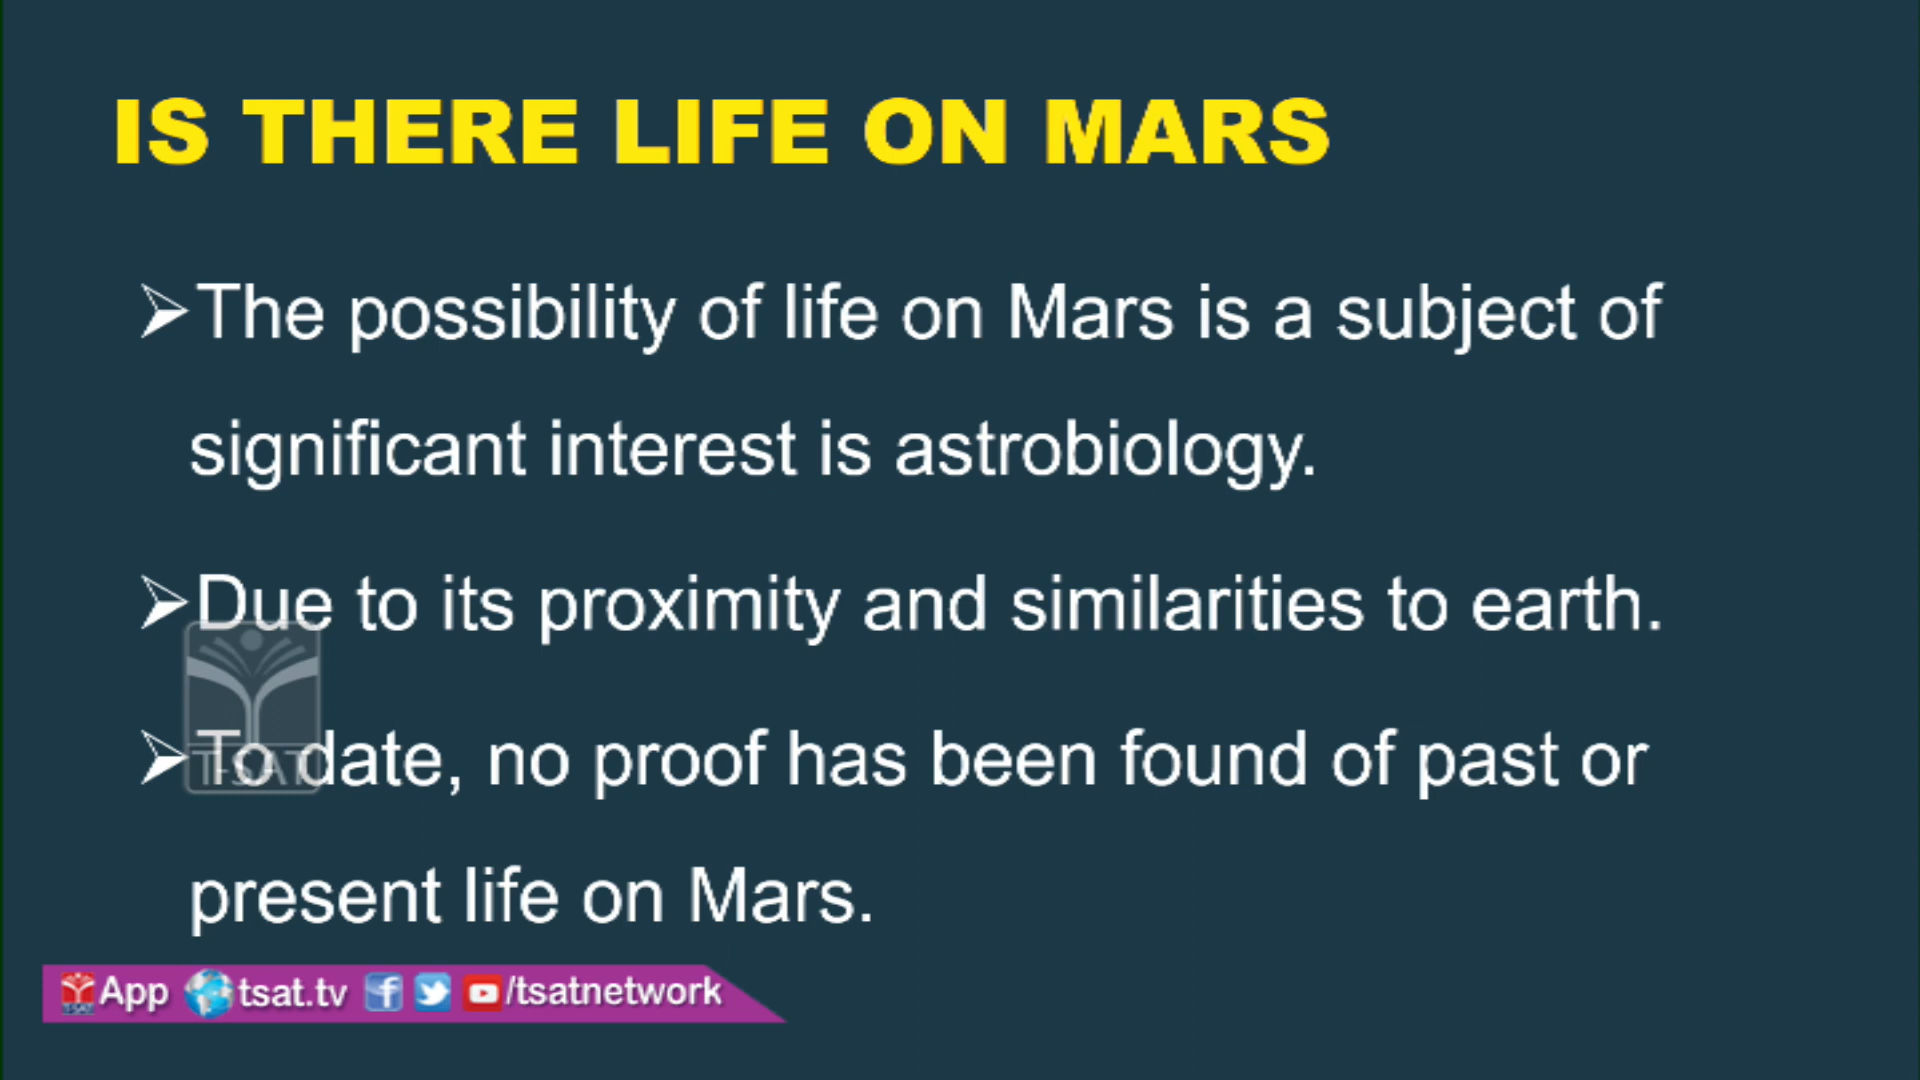 IS THERE LIFE ON MARS
➢The possibility of life on Mars is a subject of
significant interest is astrobiology.
➢Due to its proximity and similarities to earth.
➢To date, no proof has been found of past or
present life on Mars.
T-SAT
App tsat.tv /tsatnetwork